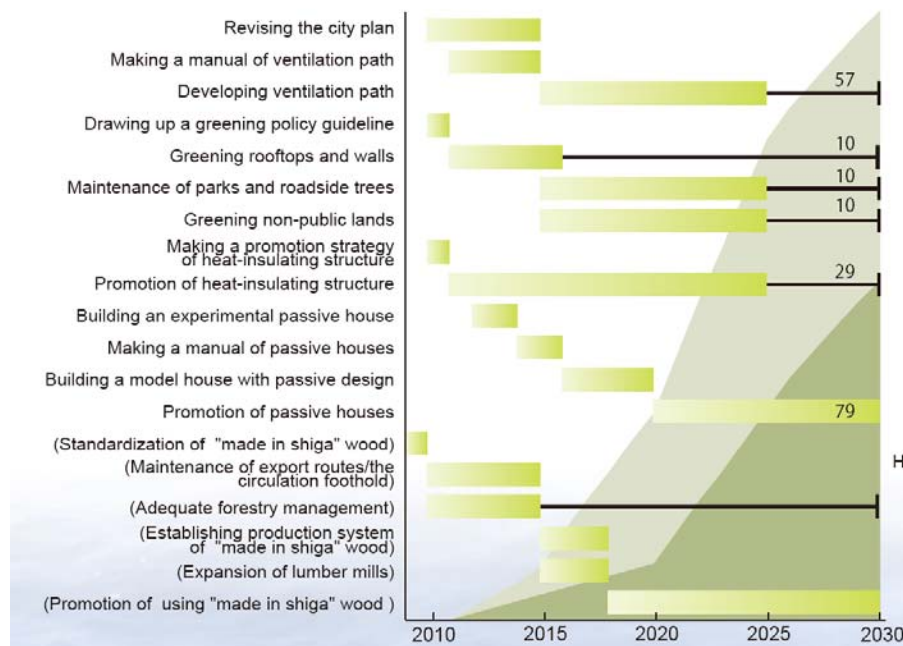 Revising the city plan
Making a manual of ventilation path
Developing ventilation path
57
Drawing up a greening policy guideline
Greening rooftops and walls
10
Maintenance of parks and roadside trees
10
Greening non-public lands
10
Making a promotion strategy
of heat-insulating structure
Promotion of heat-insulating structure
29
Building an experimental passive house
Making a manual of passive houses
Building a model house with passive design
Promotion of passive houses
79
(Standardization of "made in shiga" wood)
H
(Maintenance of export routes/the
circulation foothold)
(Adequate forestry management)
(Establishing production system
of "made in shiga" wood)
(Expansion of lumber mills)
(Promotion of using "made in shiga" wood )
2010 2015 2020 2025 2030